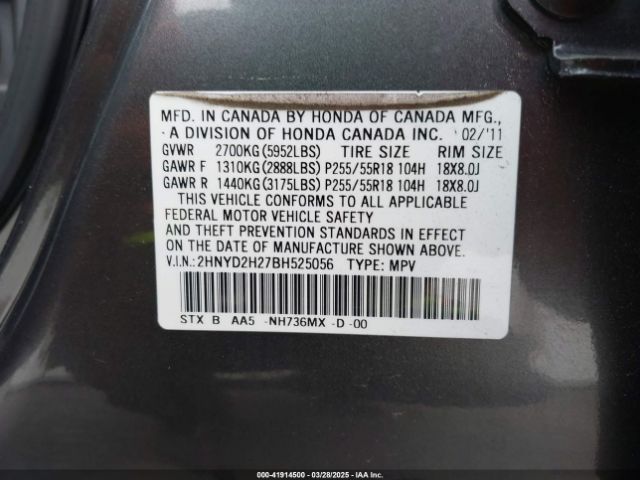 MFD. IN CANADA BY HONDA OF CANADA MFG.,
A DIVISION OF HONDA CANADA INC. 02/'11
GVWR 2700KG(5952LBS) TIRE SIZE RIM SIZE
GAWR F 1310KG(2888LBS) P255/55R18 104H 18X8.0J
GAWR R 1440KG(3175LBS) P255/55R18 104H 18X8.0J
THIS VEHICLE CONFORMS TO ALL APPLICABLE
FEDERAL MOTOR VEHICLE SAFETY
AND THEFT PREVENTION STANDARDS IN EFFECT
ON THE DATE OF MANUFACTURE SHOWN ABOVE.
V.I.N.: 2HNYD2H27BH525056 TYPE: MPV
STX B AA5 -NH736MX -D -00
000-41914500 - 03/28/2025 - IAAI.COM